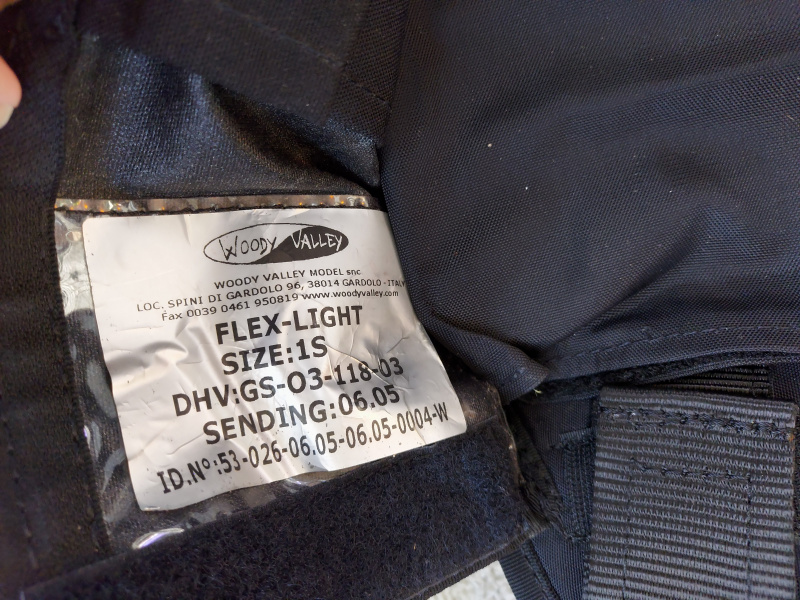 WOODY VALLEY
WOODY VALLEY MODEL snc
LOC. SPINI DI GARDOLO 96, 38014 GARDOLO -ITALY
Fax 0039 0461 950819 www.woodyvalley.com
FLEX-LIGHT
SIZE:1S
DHV:GS-O3-118-03
SENDING:06.05
ID.N°:53-026-06.05-06.05-0004-W